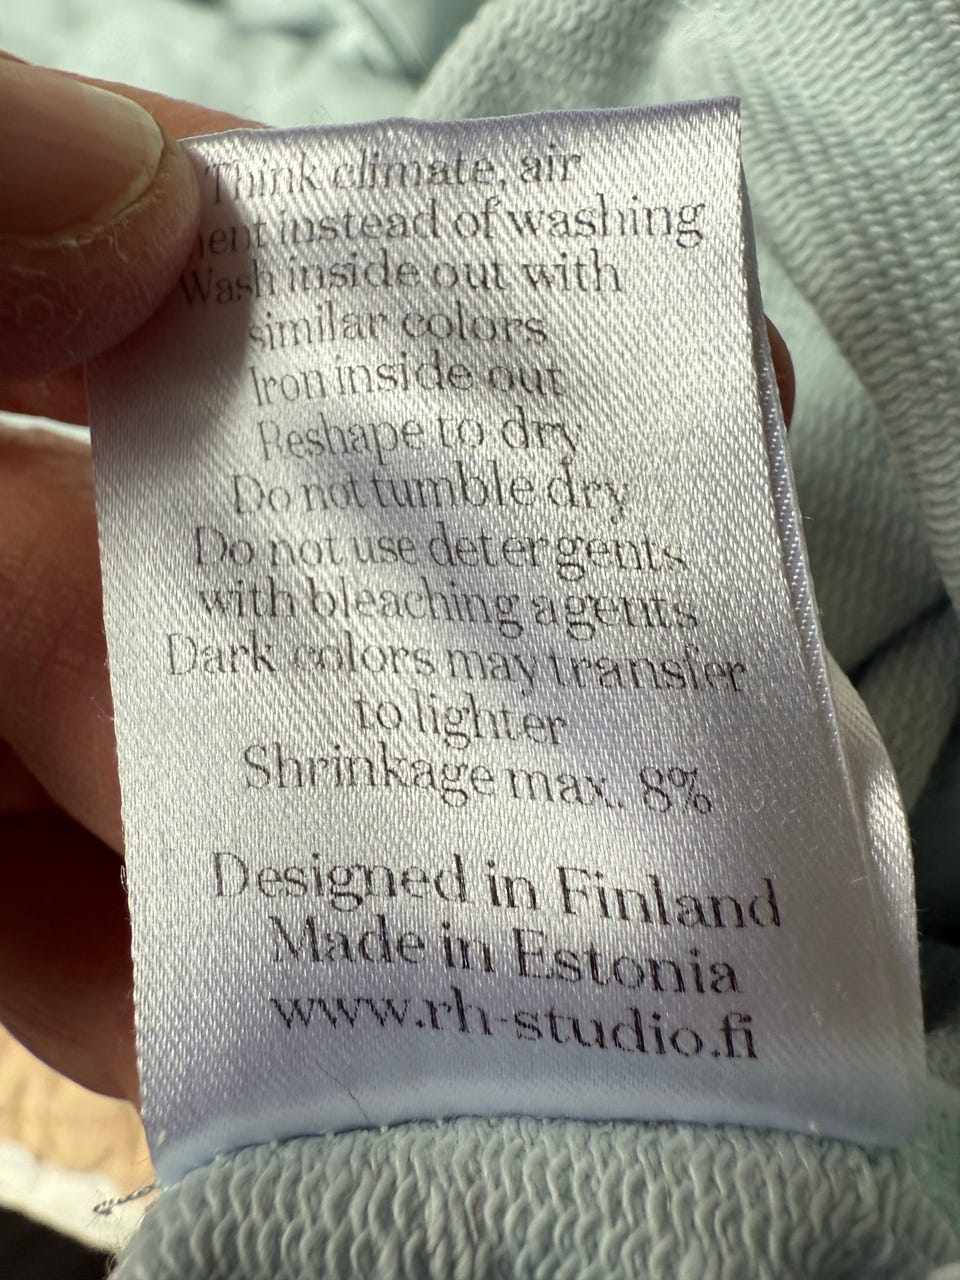 Think climate, air
instead of washing
Wash inside out with
similar colors
Iron inside out
Reshape to dry
Do not tumble dry
Do not use detergents
with bleaching agents
Dark colors may transfer
to lighter
Shrinkage max. 8%
Designed in Finland
Made in Estonia
www.rh-studio.fi